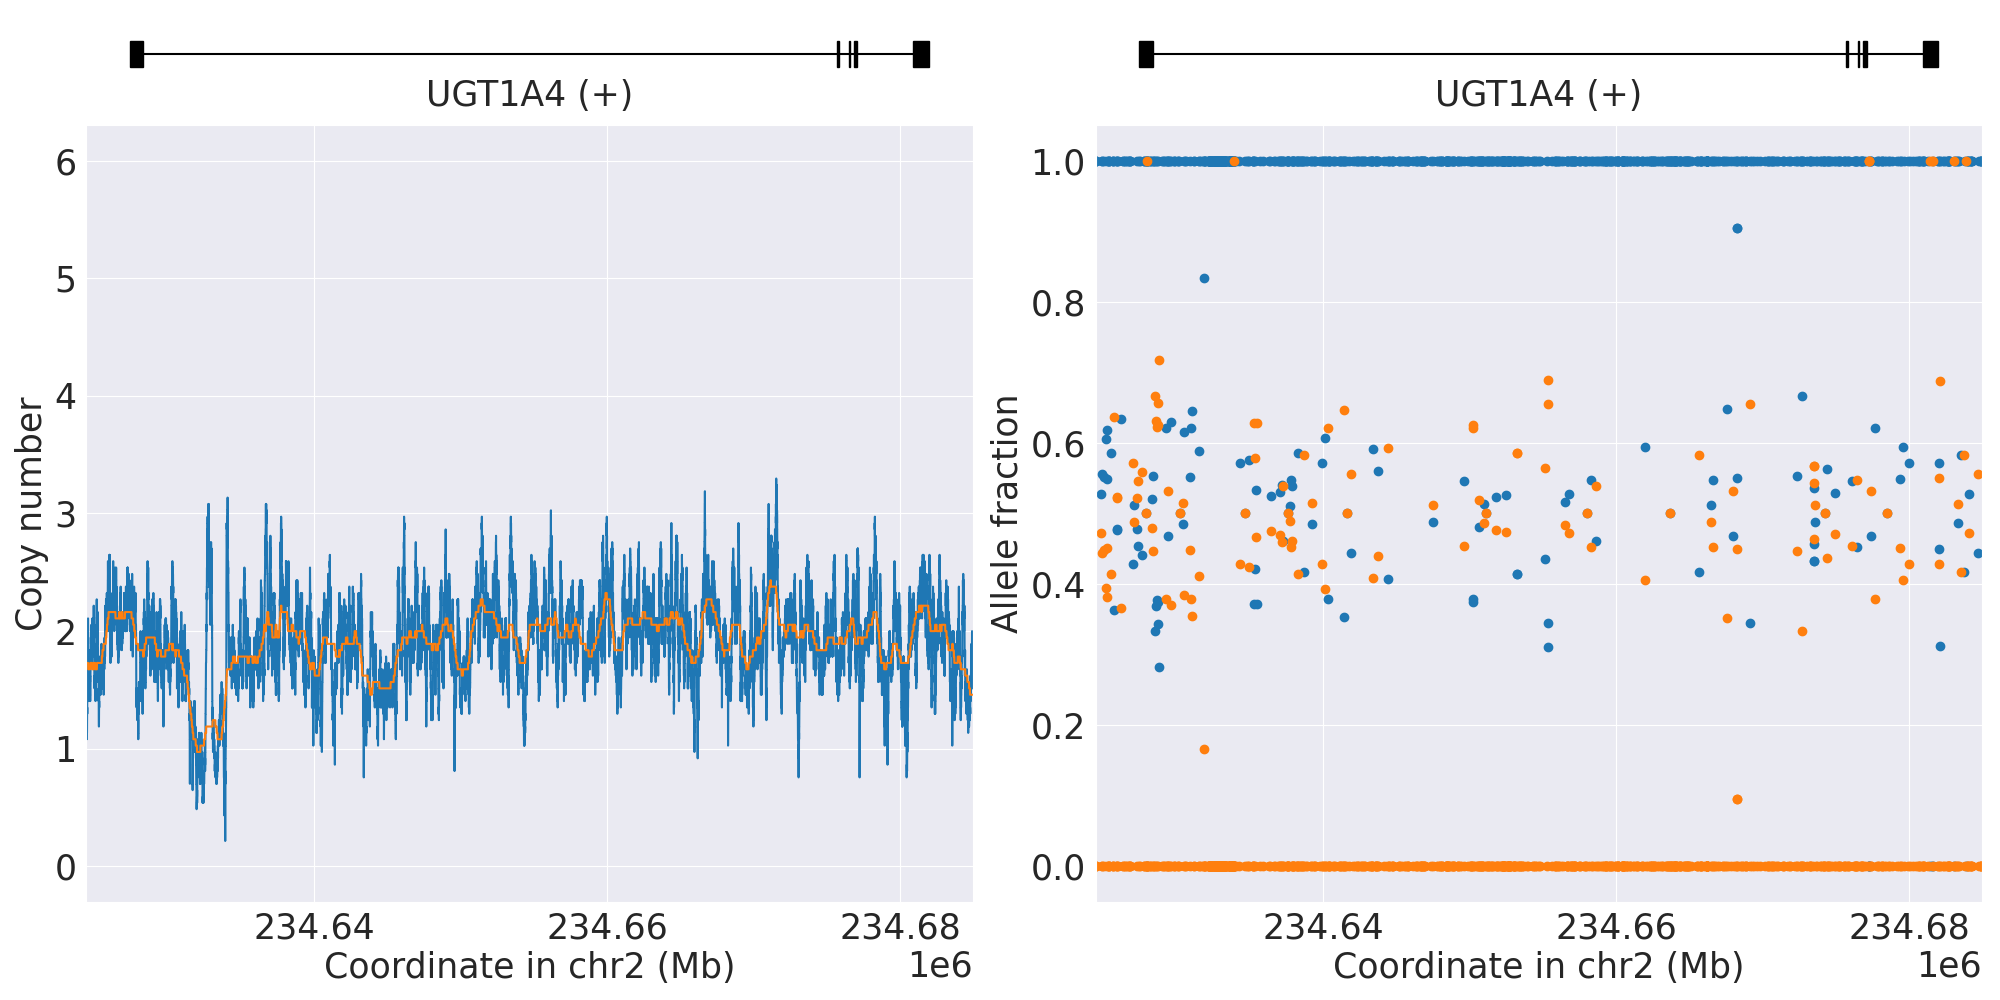 UGT1A4 (+)
6
5
4
3
2
1
0
Copy number
234.64
234.66
234.68
Coordinate in chr2 (Mb)
1e6
UGT1A4 (+)
1.0
0.8
0.6
0.4
0.2
0.0
Allele fraction
234.64
234.66
234.68
Coordinate in chr2 (Mb)
1e6